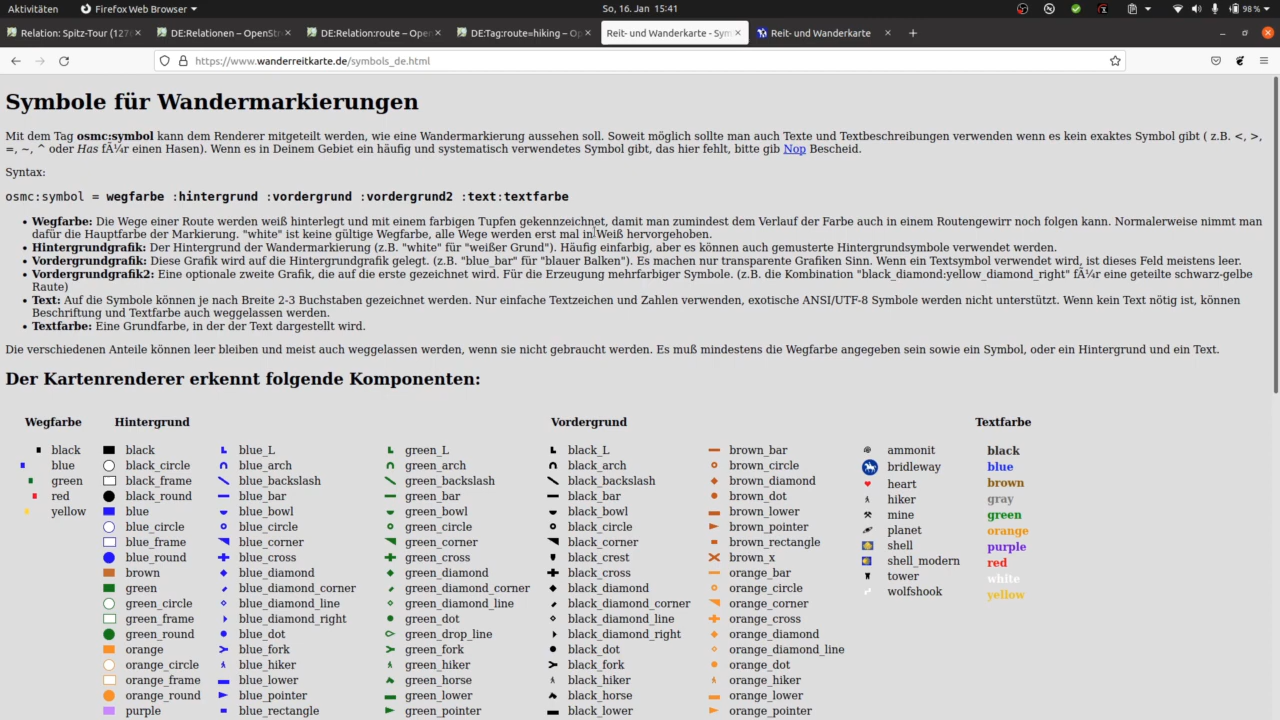 Aktivitäten
Firefox Web Browser
So, 16. Jan 15:41
98 %
Relation: Spitz-Tour (127
DE:Relationen – OpenStre
DE:Relation:route – Open
DE:Tag:route=hiking – Op
Reit- und Wanderkarte - Sym
Reit- und Wanderkarte
https://www.wanderreitkarte.de/symbols_de.html
Symbole für Wandermarkierungen
Mit dem Tag osmc:symbol kann dem Renderer mitgeteilt werden, wie eine Wandermarkierung aussehen soll. Soweit möglich sollte man auch Texte und Textbeschreibungen verwenden wenn es kein exaktes Symbol gibt ( z.B. <, >,
=, ~, ^ oder Has fÃ¼r einen Hasen). Wenn es in Deinem Gebiet ein häufig und systematisch verwendetes Symbol gibt, das hier fehlt, bitte gib Nop Bescheid.
Syntax:
osmc:symbol = wegfarbe :hintergrund :vordergrund :vordergrund2 :text:textfarbe
• Wegfarbe: Die Wege einer Route werden weiß hinterlegt und mit einem farbigen Tupfen gekennzeichnet, damit man zumindest dem Verlauf der Farbe auch in einem Routengewirr noch folgen kann. Normalerweise nimmt man
dafür die Hauptfarbe der Markierung. "white" ist keine gültige Wegfarbe, alle Wege werden erst mal in Weiß hervorgehoben.
• Hintergrundgrafik: Der Hintergrund der Wandermarkierung (z.B. "white" für "weißer Grund"). Häufig einfarbig, aber es können auch gemusterte Hintergrundsymbole verwendet werden.
• Vordergrundgrafik: Diese Grafik wird auf die Hintergrundgrafik gelegt. (z.B. "blue_bar" für "blauer Balken"). Es machen nur transparente Grafiken Sinn. Wenn ein Textsymbol verwendet wird, ist dieses Feld meistens leer.
• Vordergrundgrafik2: Eine optionale zweite Grafik, die auf die erste gezeichnet wird. Für die Erzeugung mehrfarbiger Symbole. (z.b. die Kombination "black_diamond:yellow_diamond_right" fÃ¼r eine geteilte schwarz-gelbe
Raute)
• Text: Auf die Symbole können je nach Breite 2-3 Buchstaben gezeichnet werden. Nur einfache Textzeichen und Zahlen verwenden, exotische ANSI/UTF-8 Symbole werden nicht unterstützt. Wenn kein Text nötig ist, können
Beschriftung und Textfarbe auch weggelassen werden.
• Textfarbe: Eine Grundfarbe, in der der Text dargestellt wird.
Die verschiedenen Anteile können leer bleiben und meist auch weggelassen werden, wenn sie nicht gebraucht werden. Es muß mindestens die Wegfarbe angegeben sein sowie ein Symbol, oder ein Hintergrund und ein Text.
Der Kartenrenderer erkennt folgende Komponenten:
Wegfarbe Hintergrund Vordergrund Textfarbe
black black blue_L green_L black_L brown_bar ammonit black
blue black_circle blue_arch green_arch black_arch brown_circle bridleway blue
green black_frame blue_backslash green_backslash black_backslash brown_diamond heart brown
red black_round blue_bar green_bar black_bar brown_dot hiker gray
yellow blue blue_bowl green_bowl black_bowl brown_lower mine green
blue_circle blue_circle green_circle black_circle brown_pointer planet orange
blue_frame blue_corner green_corner black_corner brown_rectangle shell purple
blue_round blue_cross green_cross black_crest brown_x shell_modern red
brown blue_diamond green_diamond black_cross orange_bar tower white
green blue_diamond_corner green_diamond_corner black_diamond orange_circle wolfshook yellow
green_circle blue_diamond_line green_diamond_line black_diamond_corner orange_corner
green_frame blue_diamond_right green_dot black_diamond_line orange_cross
green_round blue_dot green_drop_line black_diamond_right orange_diamond
orange blue_fork green_fork black_dot orange_diamond_line
orange_circle blue_hiker green_hiker black_fork orange_dot
orange_frame blue_lower green_horse black_hiker orange_hiker
orange_round blue_pointer green_lower black_horse orange_lower
purple blue_rectangle green_pointer black_lower orange_pointer